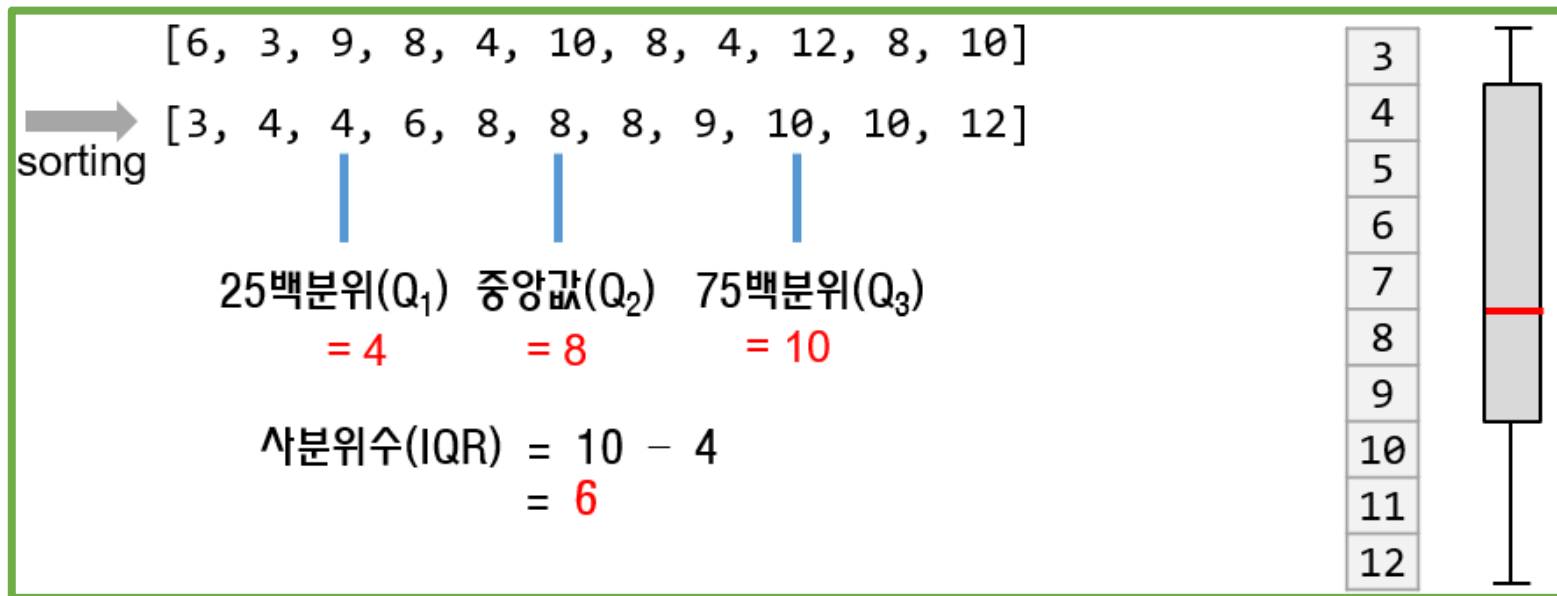 [6, 3, 9, 8, 4, 10, 8, 4, 12, 8, 10]
sorting
[3, 4, 4, 6, 8, 8, 8, 9, 10, 10, 12]
25백분위(Q₁) 중앙값(Q₂) 75백분위(Q₃)
= 4 = 8 = 10
사분위수(IQR) = 10 – 4
= 6
3
4
5
6
7
8
9
10
11
12